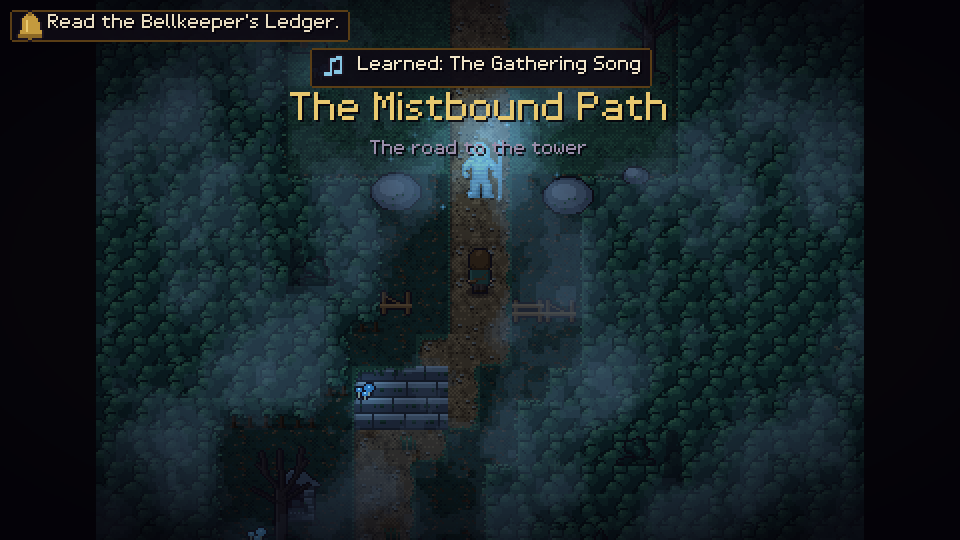 Read the Bellkeeper's Ledger.
Learned: The Gathering Song
The Mistbound Path
The road to the tower